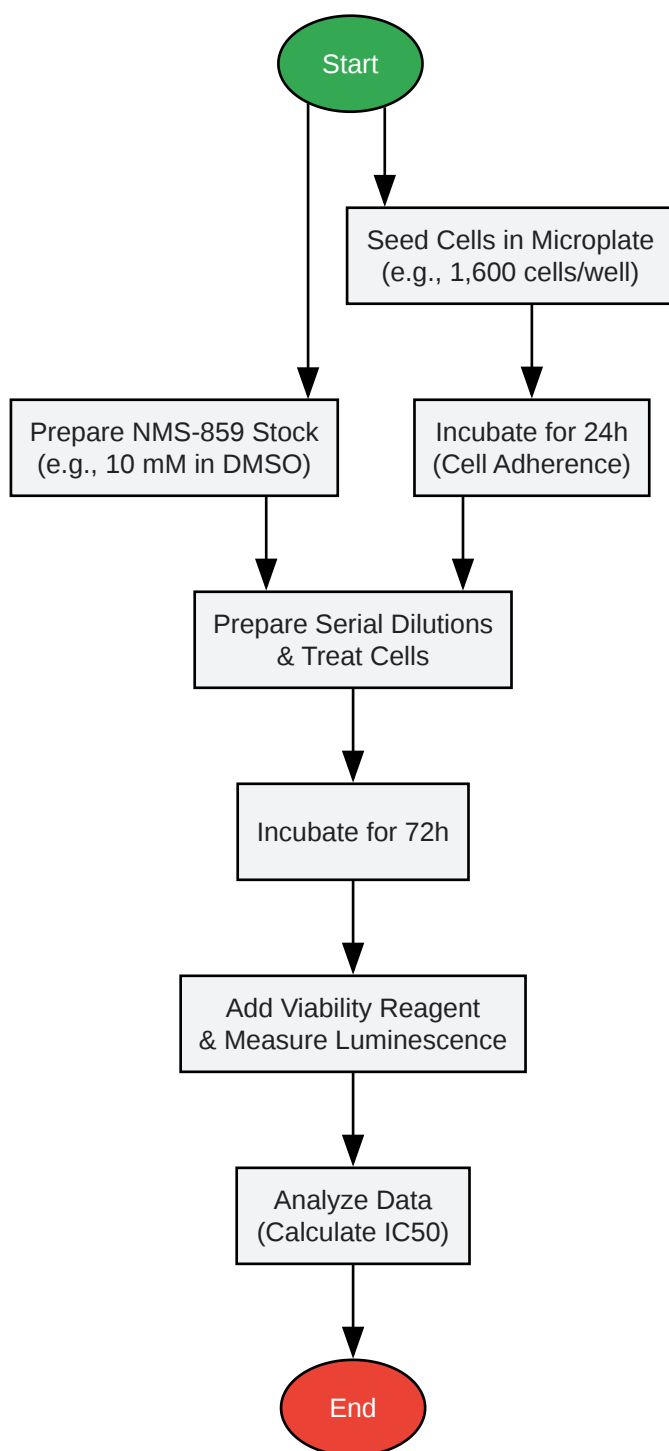 Start
Seed Cells in Microplate
(e.g., 1,600 cells/well)
Prepare NMS-859 Stock
(e.g., 10 mM in DMSO)
Incubate for 24h
(Cell Adherence)
Prepare Serial Dilutions
& Treat Cells
Incubate for 72h
Add Viability Reagent
& Measure Luminescence
Analyze Data
(Calculate IC50)
End